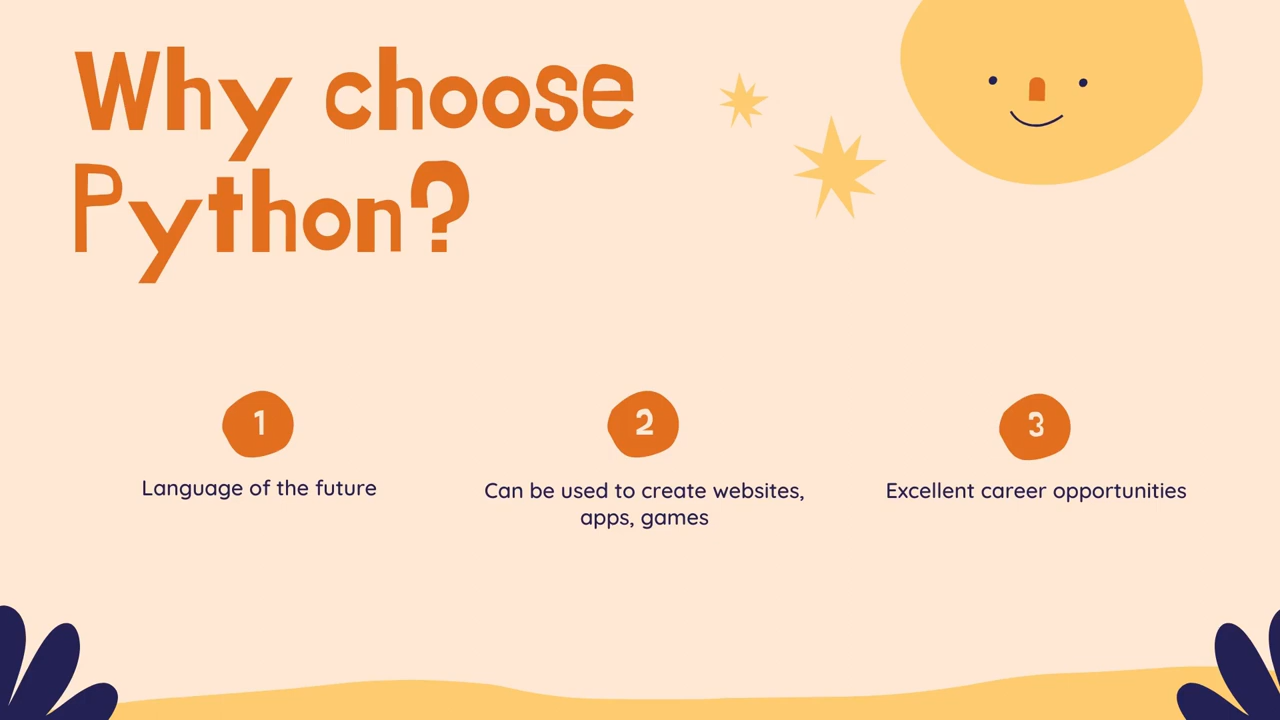 Why choose
Python?
1
Language of the future
2
Can be used to create websites,
apps, games
3
Excellent career opportunities